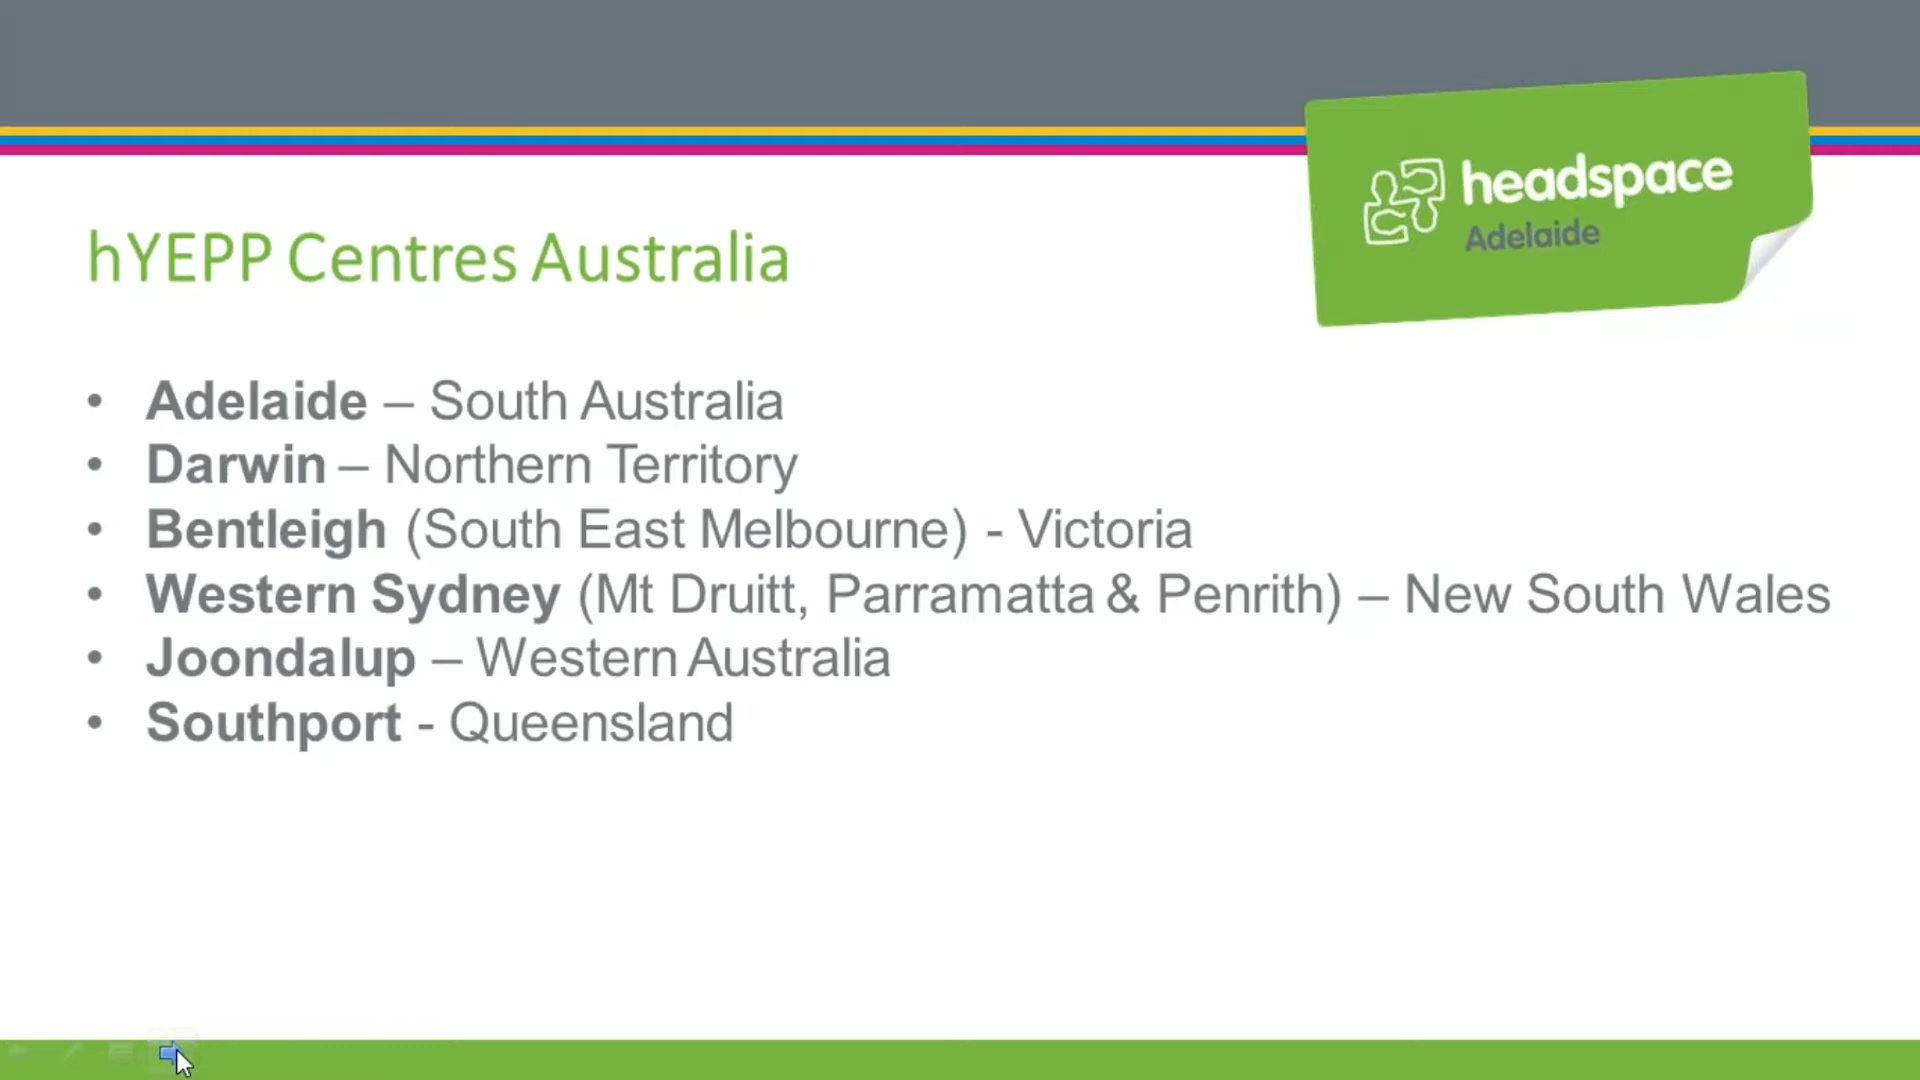 headspace
Adelaide
hYEPP Centres Australia
• Adelaide – South Australia
• Darwin – Northern Territory
• Bentleigh (South East Melbourne) - Victoria
• Western Sydney (Mt Druitt, Parramatta & Penrith) – New South Wales
• Joondalup – Western Australia
• Southport - Queensland